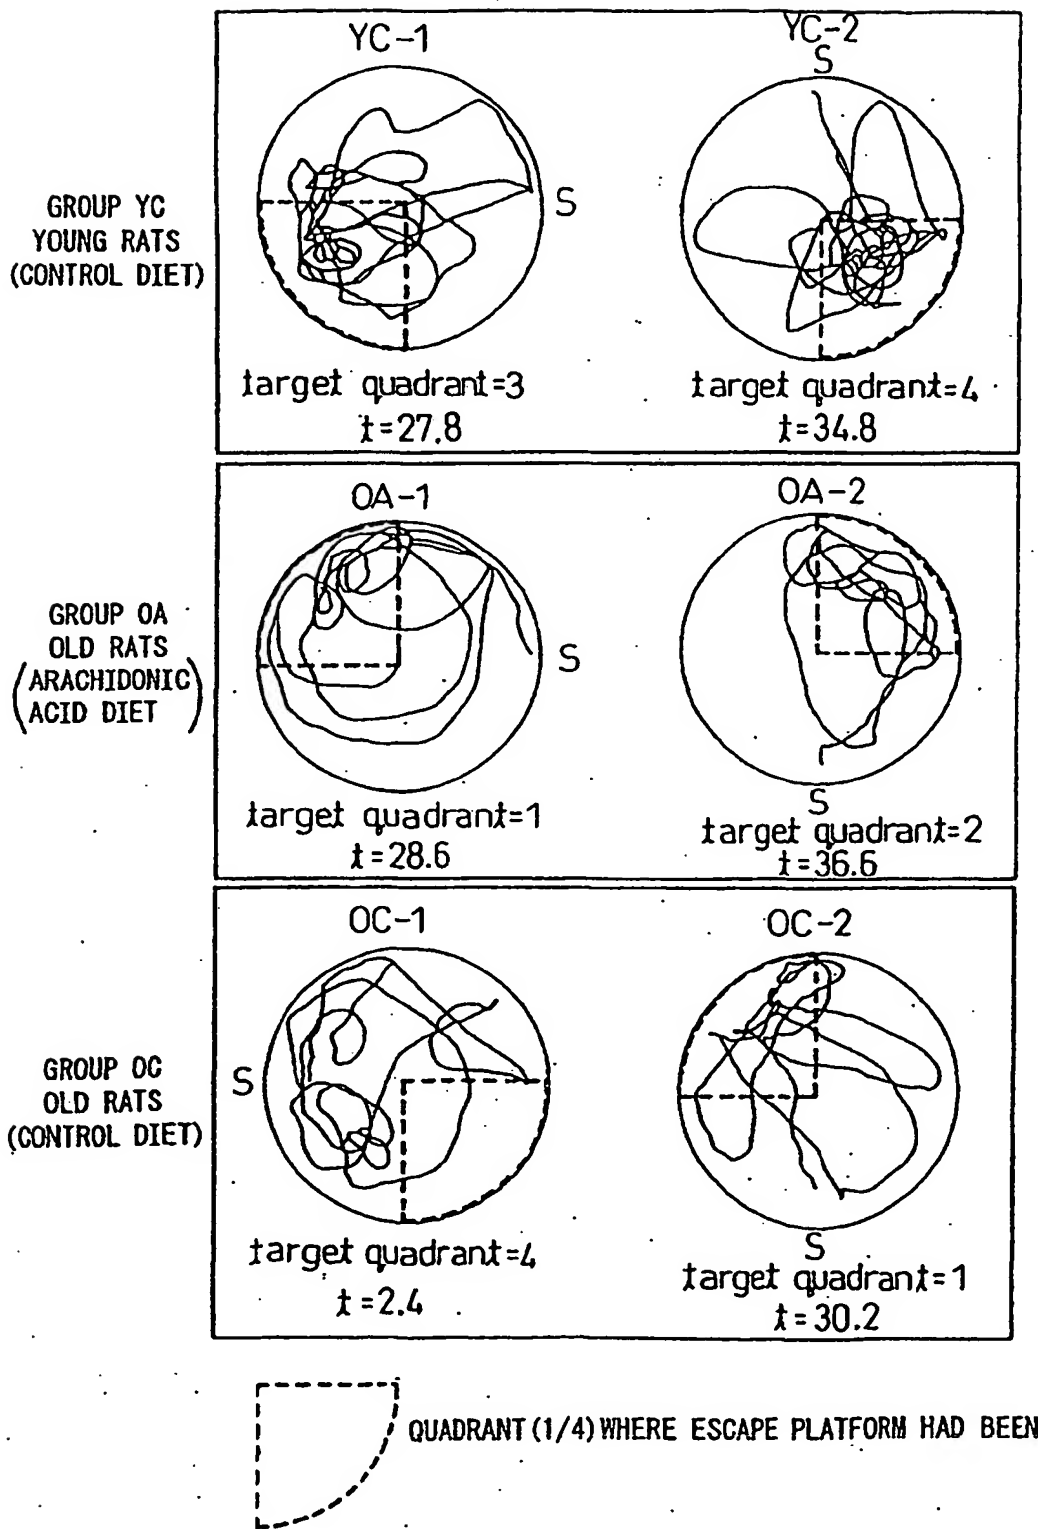 YC-1
YC-2
S
S
GROUP YC
YOUNG RATS
(CONTROL DIET)
target quadrant=3
t=27.8
target quadrant=4
t=34.8
OA-1
OA-2
GROUP OA
OLD RATS
(ARACHIDONIC
ACID DIET)
S
S
target quadrant=1
t=28.6
target quadrant=2
t=36.6
OC-1
OC-2
GROUP OC
OLD RATS
(CONTROL DIET)
S
S
target quadrant=4
t=2.4
target quadrant=1
t=30.2
QUADRANT (1/4) WHERE ESCAPE PLATFORM HAD BEEN